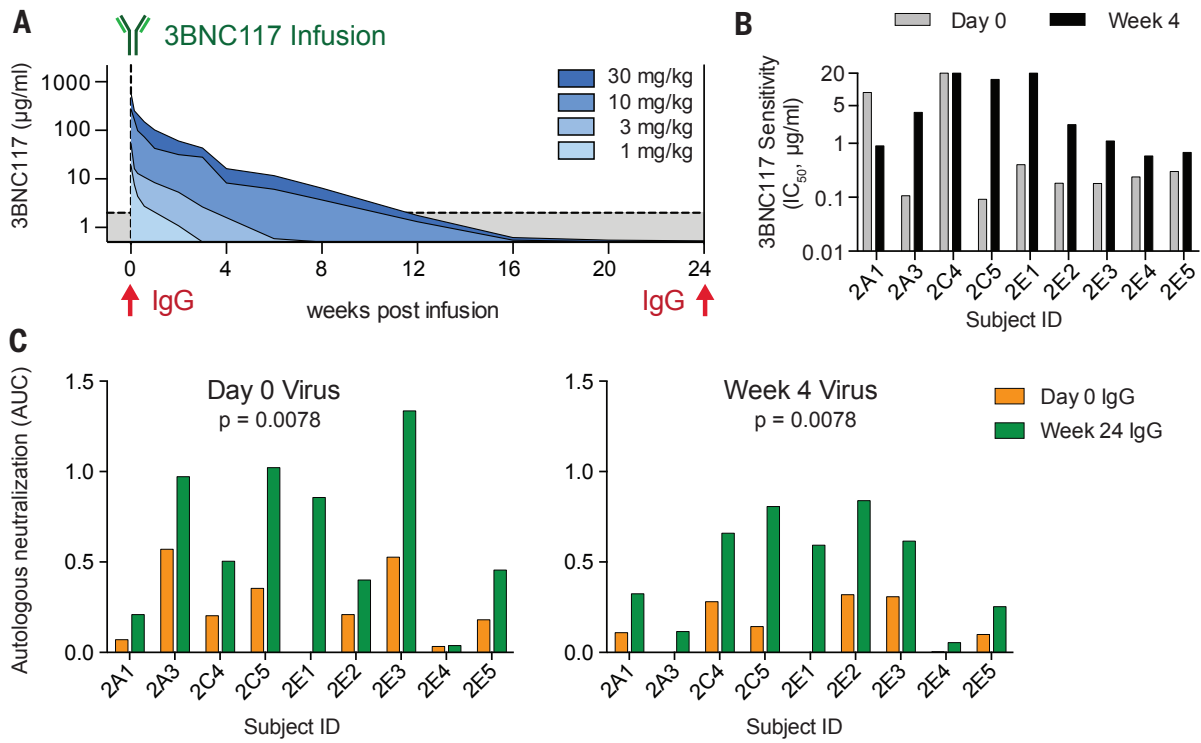 A
3BNC117 Infusion
3BNC117 (µg/ml)
1000
100
10
1
30 mg/kg
10 mg/kg
3 mg/kg
1 mg/kg
0 4 8 12 16 20 24
IgG
weeks post infusion
IgG
B
Day 0
Week 4
3BNC117 Sensitivity
(IC50, µg/ml)
20
5
1
0.1
0.01
2A1 2A3 2C4 2C5 2E1 2E2 2E3 2E4 2E5
Subject ID
C
Autologous neutralization (AUC)
Day 0 Virus
p = 0.0078
1.5
1.0
0.5
0.0
2A1 2A3 2C4 2C5 2E1 2E2 2E3 2E4 2E5
Subject ID
Week 4 Virus
p = 0.0078
1.5
1.0
0.5
0.0
2A1 2A3 2C4 2C5 2E1 2E2 2E3 2E4 2E5
Subject ID
Day 0 IgG
Week 24 IgG